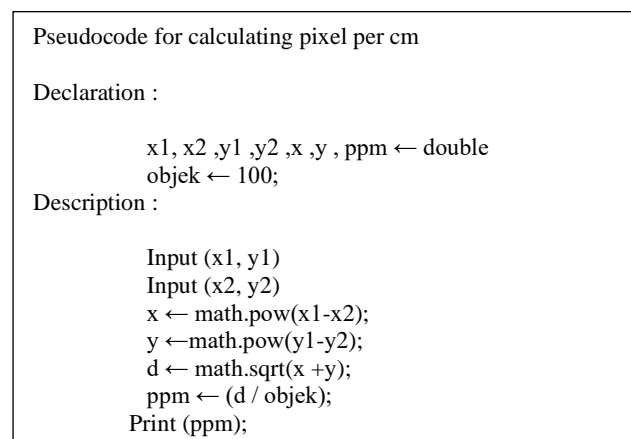 Pseudocode for calculating pixel per cm
Declaration :
x1, x2 ,y1 ,y2 ,x ,y , ppm ← double
objek ← 100;
Description :
Input (x1, y1)
Input (x2, y2)
x ← math.pow(x1-x2);
y ←math.pow(y1-y2);
d ← math.sqrt(x +y);
ppm ← (d / objek);
Print (ppm);